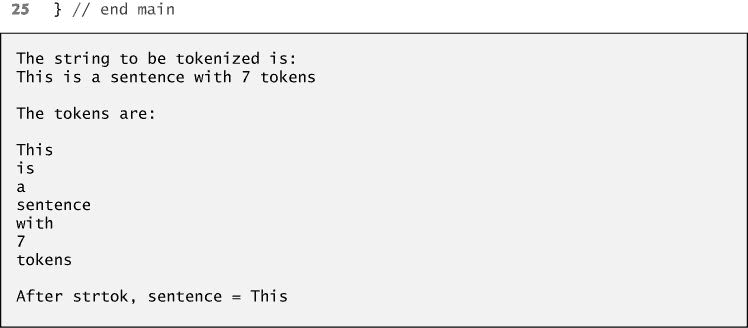 25 } // end main
The string to be tokenized is:
This is a sentence with 7 tokens
The tokens are:
This
is
a
sentence
with
7
tokens
After strtok, sentence = This